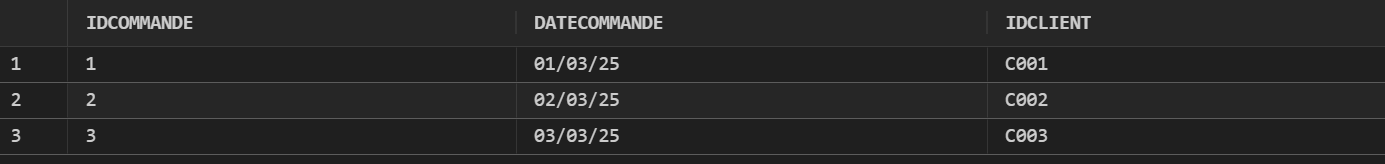 IDCOMMANDE DATECOMMANDE IDCLIENT
1 1 01/03/25 C001
2 2 02/03/25 C002
3 3 03/03/25 C003